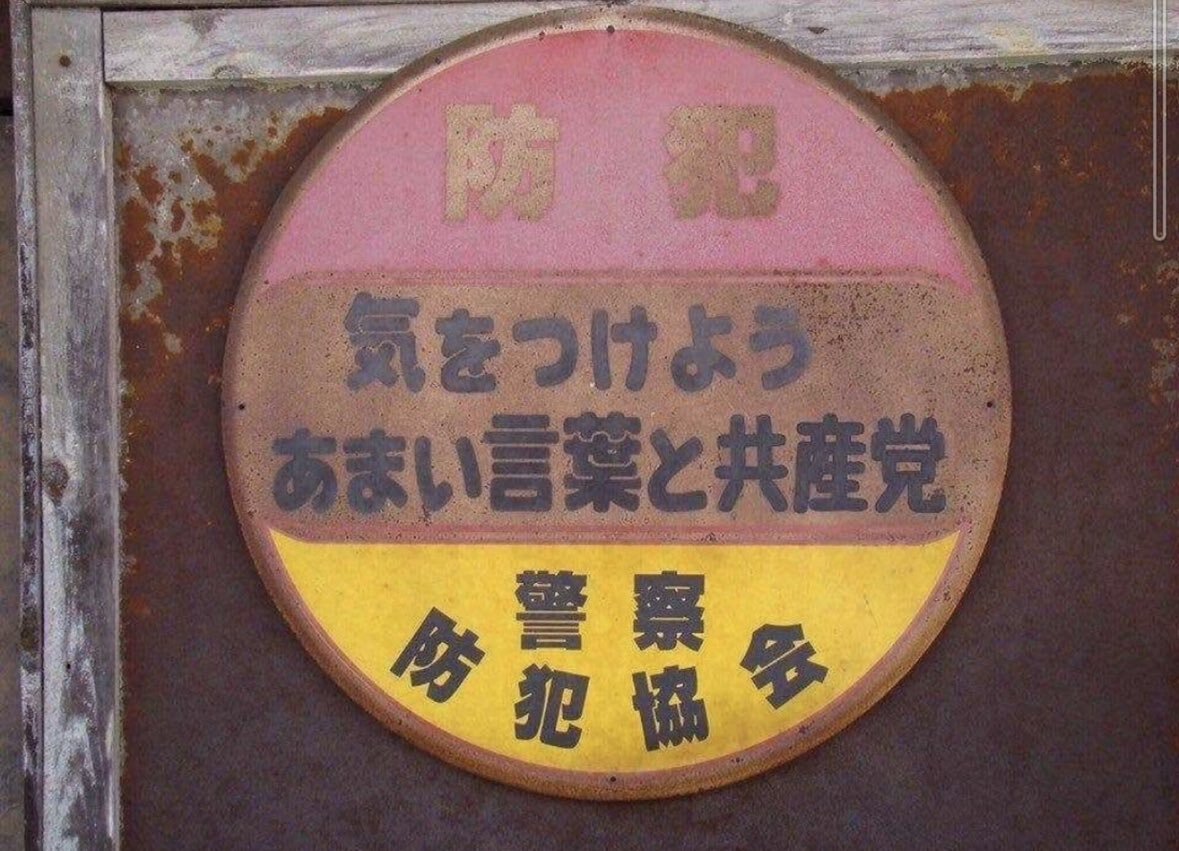 防犯
気をつけよう
あまい言葉と共産党
警察
防犯協会